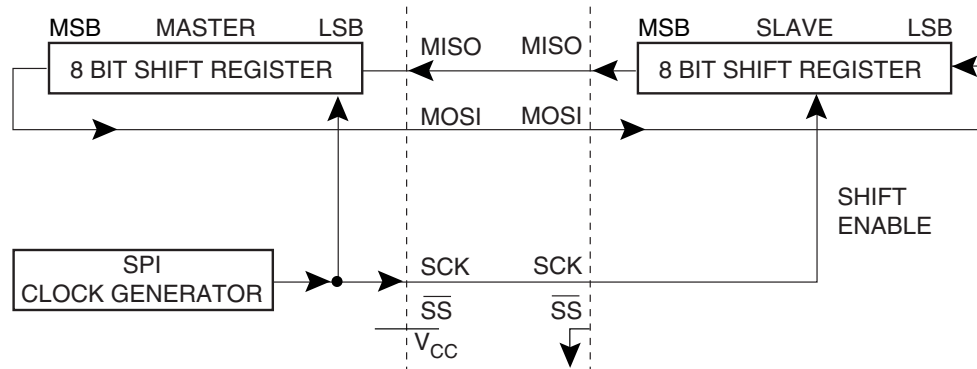 MSB MASTER LSB
MISO MISO
MSB SLAVE LSB
8 BIT SHIFT REGISTER
8 BIT SHIFT REGISTER
MOSI MOSI
SHIFT
ENABLE
SPI
CLOCK GENERATOR
SCK SCK
SS SS
VCC